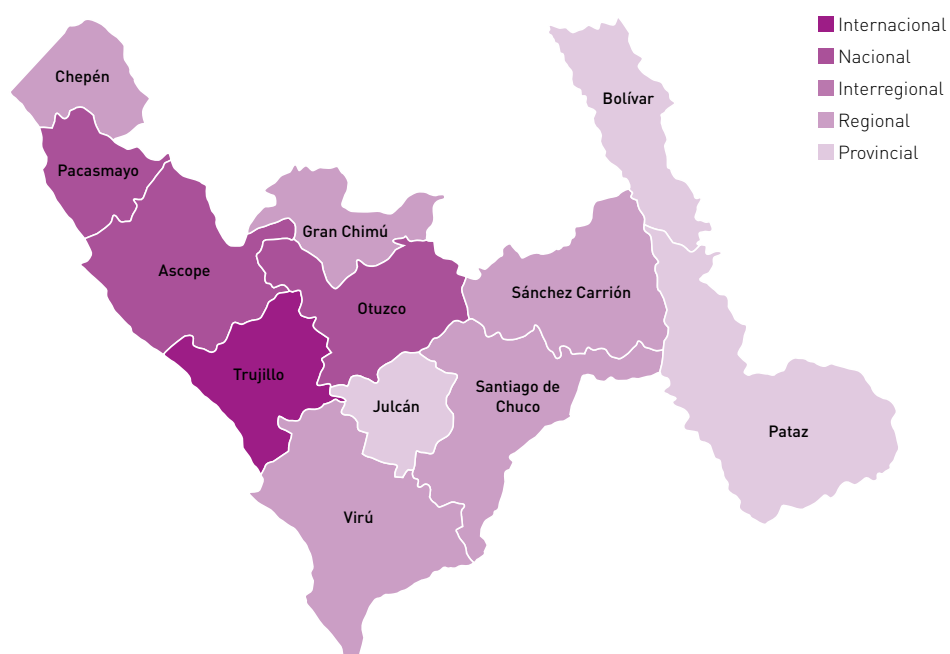 Internacional
Nacional
Interregional
Regional
Provincial
Chepén
Bolívar
Pacasmayo
Gran Chimú
Ascope
Sánchez Carrión
Otuzco
Trujillo
Santiago de
Chuco
Julcán
Pataz
Virú